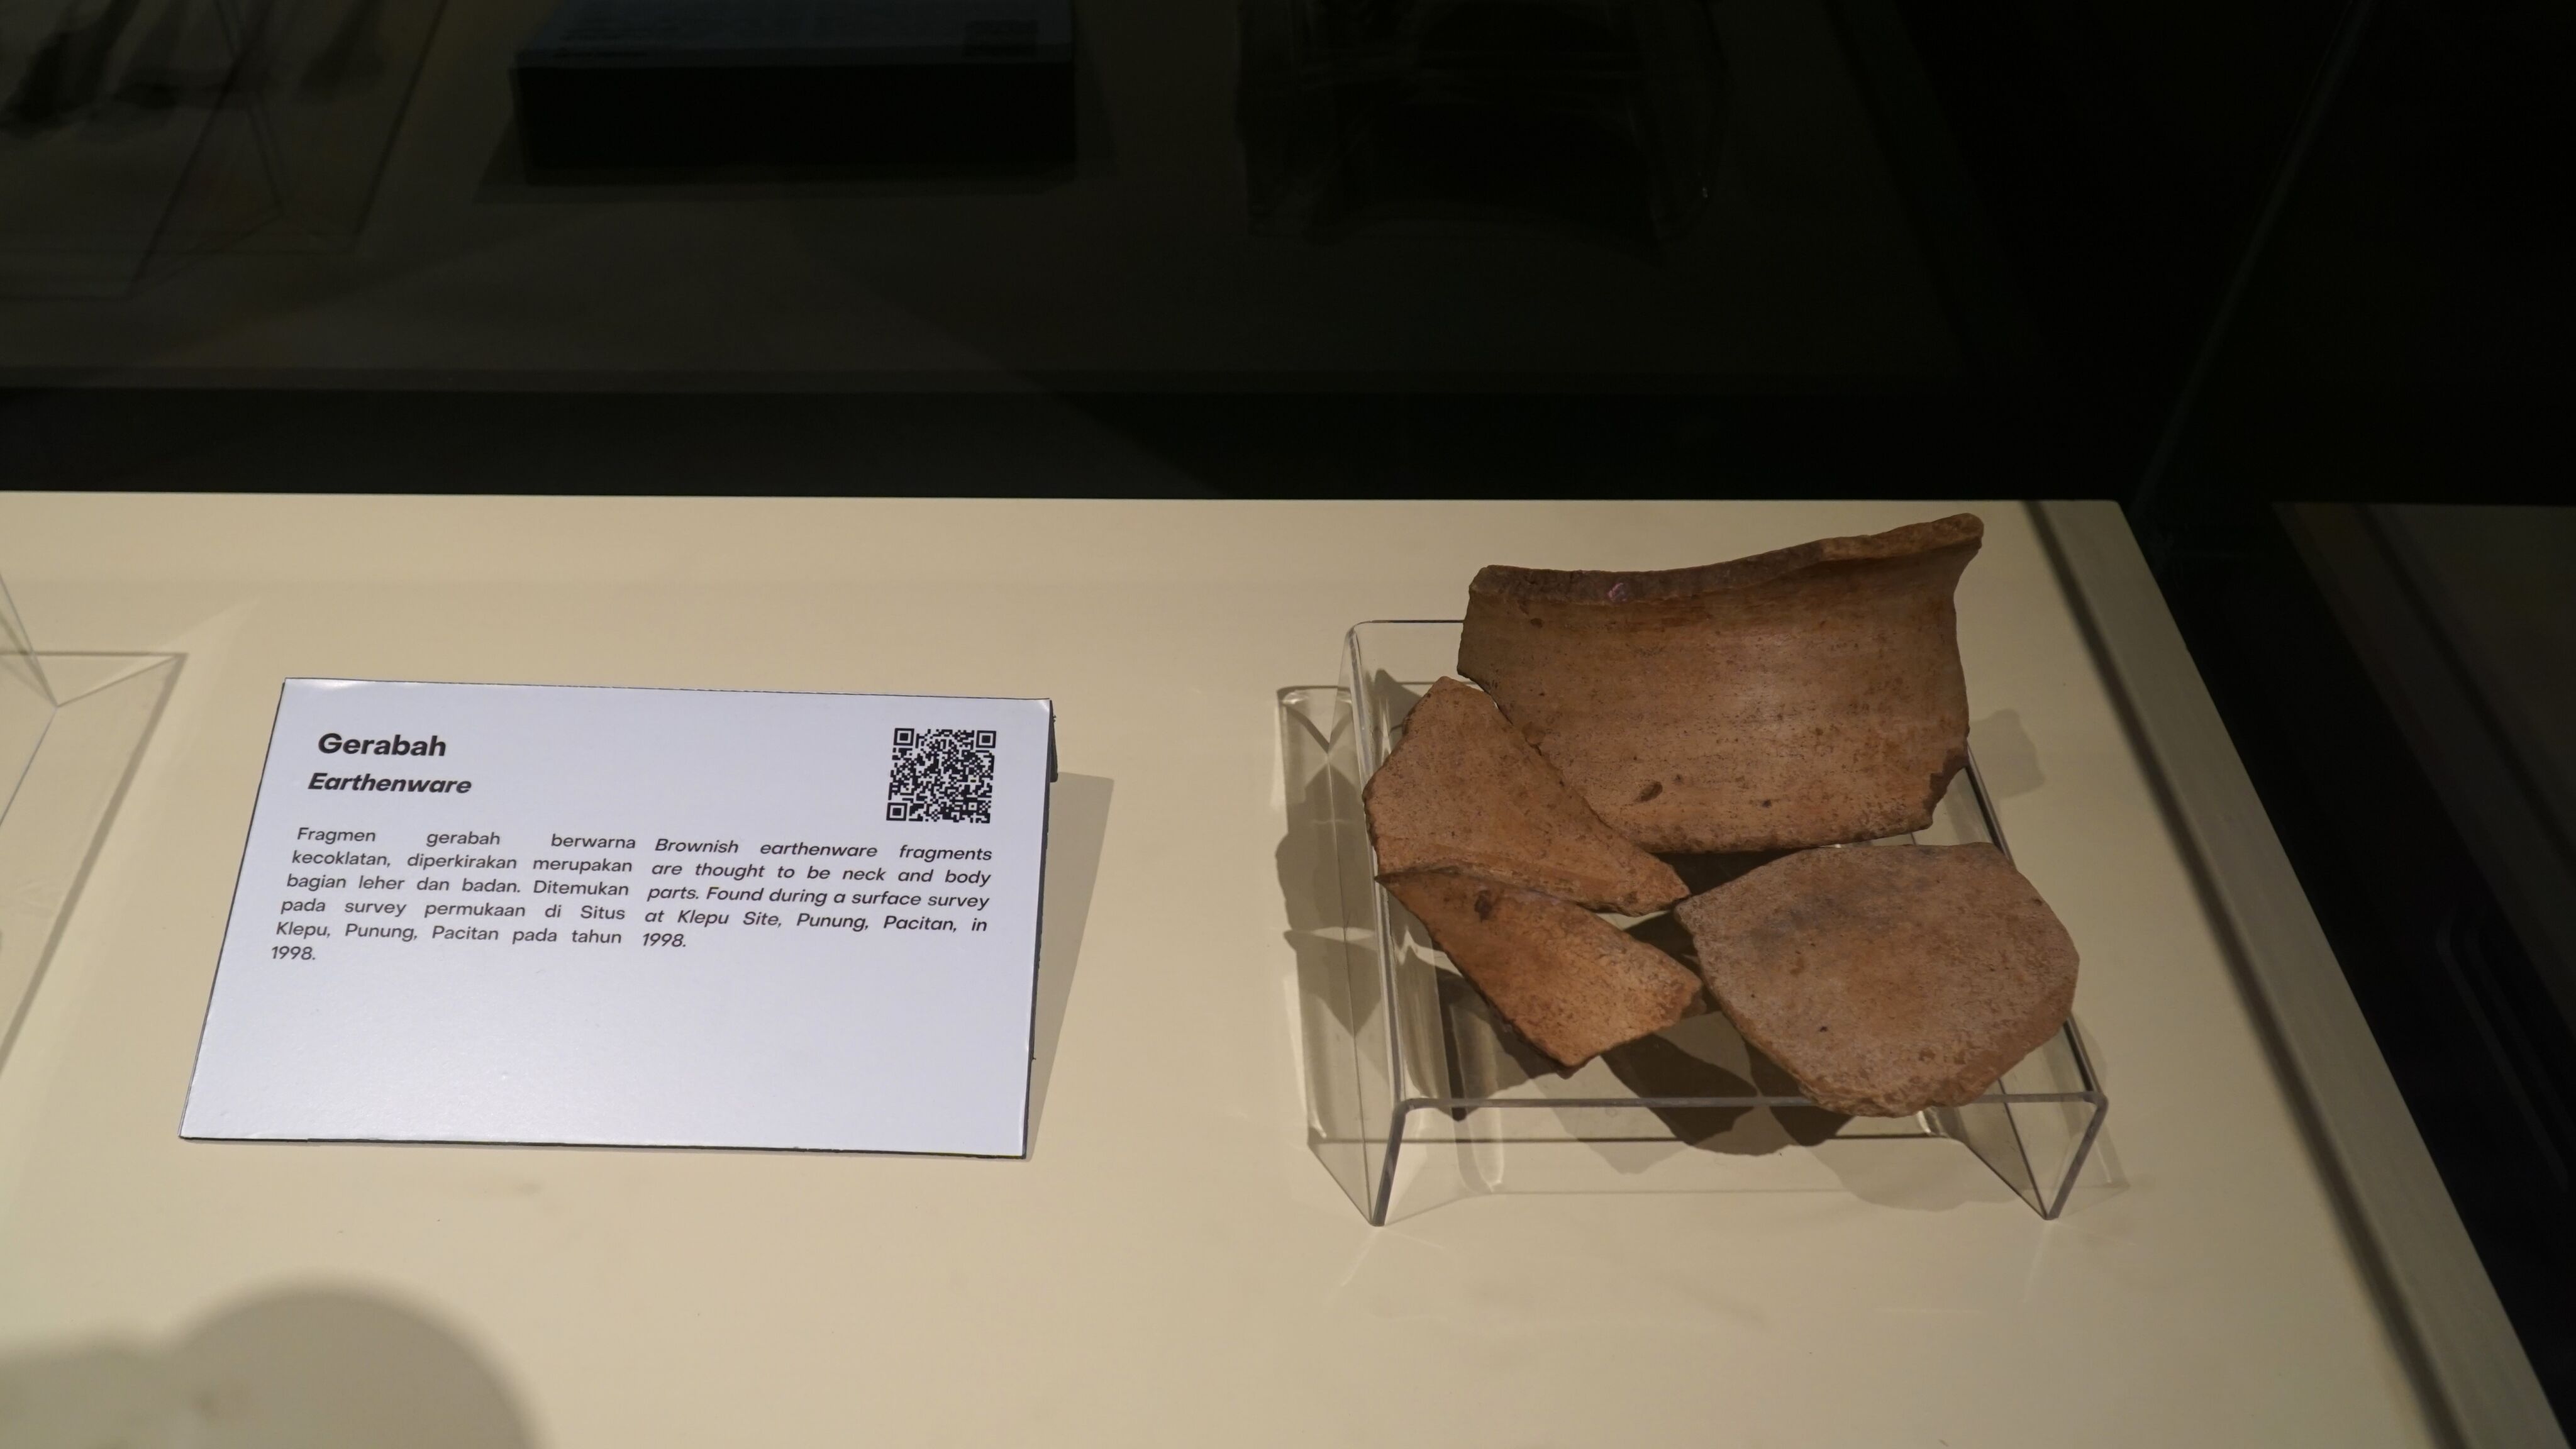 Gerabah
Earthenware
Fragmen gerabah berwarna
kecoklatan, diperkirakan merupakan
bagian leher dan badan. Ditemukan
pada survey permukaan di Situs
Klepu, Punung, Pacitan pada tahun
1998.
Brownish earthenware fragments
are thought to be neck and body
parts. Found during a surface survey
at Klepu Site, Punung, Pacitan, in
1998.